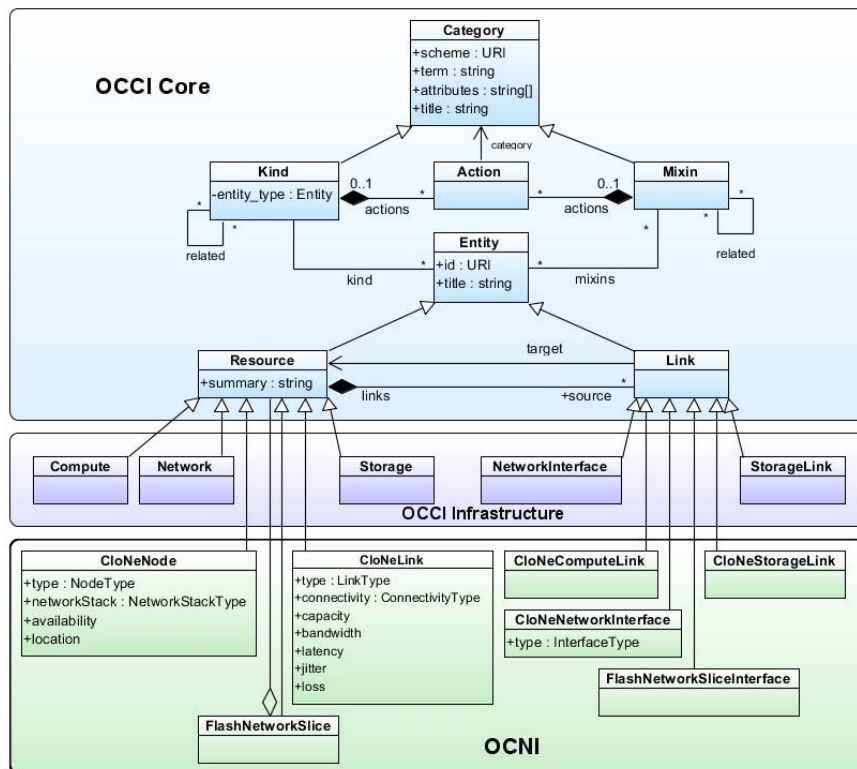 Category
+scheme : URI
+term : string
+attributes : string[]
+title : string
OCCI Core
category
Kind
-entity_type : Entity
0..1
*
actions
Action
*
0..1
actions
Mixin
*
*
related
*
*
related
*
kind
*
Entity
+id : URI
+title : string
*
mixins
Resource
+summary : string
target
links
*
+source
Link
Compute
Network
Storage
NetworkInterface
StorageLink
OCCI Infrastructure
CloNeNode
+type : NodeType
+networkStack : NetworkStackType
+availability
+location
CloNeLink
+type : LinkType
+connectivity : ConnectivityType
+capacity
+bandwidth
+latency
+jitter
+loss
CloNeComputeLink
CloNeStorageLink
CloNeNetworkInterface
+type : InterfaceType
FlashNetworkSliceInterface
FlashNetworkSlice
OCNI